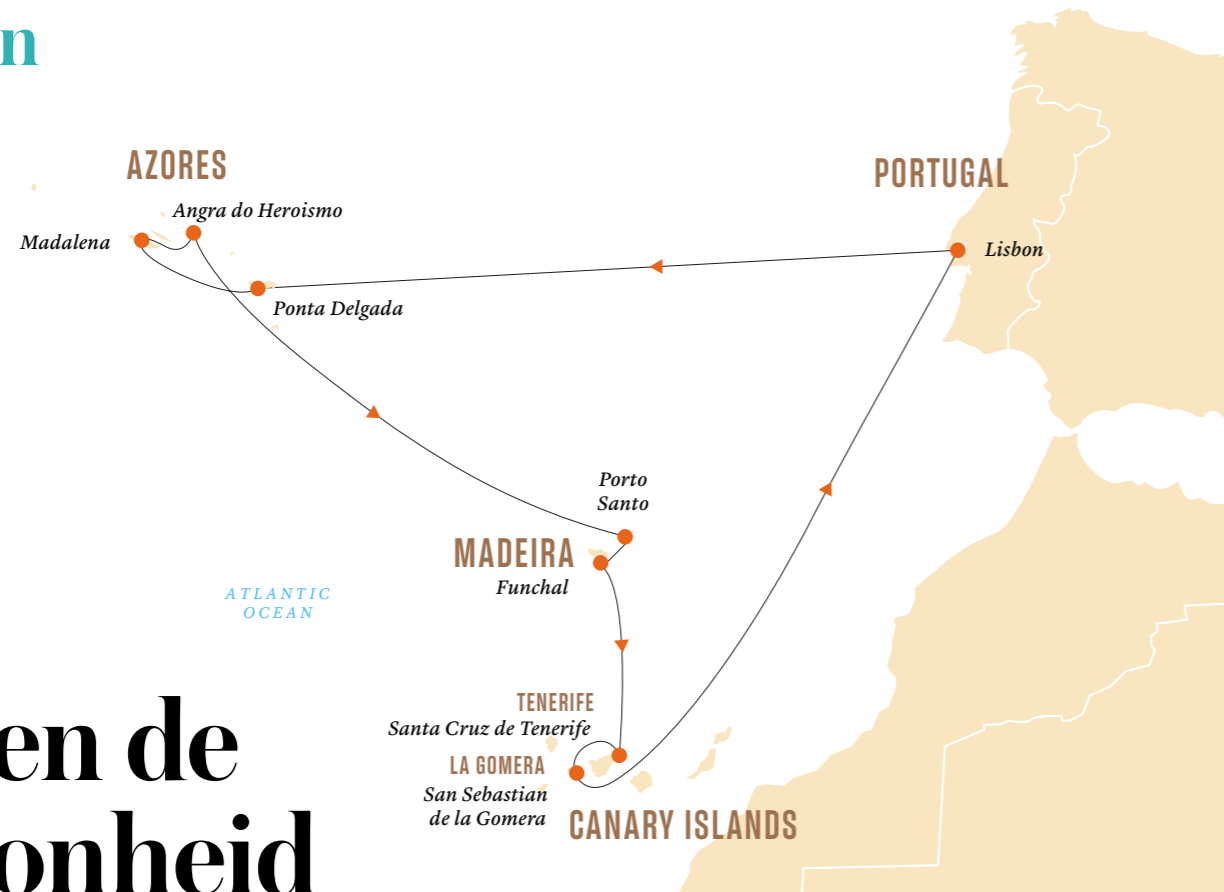 n
AZORES
PORTUGAL
Angra do Heroismo
Madalena
Lisbon
Ponta Delgada
Porto
Santo
MADEIRA
Funchal
ATLANTIC
OCEAN
TENERIFE
Santa Cruz de Tenerife
LA GOMERA
San Sebastian
de la Gomera
CANARY ISLANDS
en de
onheid